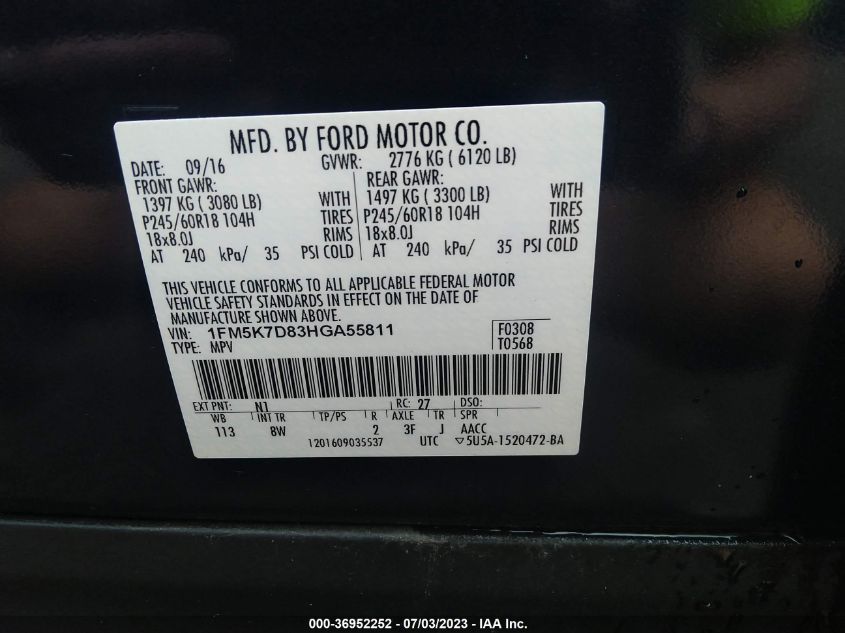 MFD. BY FORD MOTOR CO.
DATE: 09/16 GVWR: 2776 KG ( 6120 LB)
FRONT GAWR: REAR GAWR:
1397 KG ( 3080 LB) WITH 1497 KG ( 3300 LB) WITH
P245/60R18 104H TIRES P245/60R18 104H TIRES
18x8.0J RIMS 18x8.0J RIMS
AT 240 kPa/ 35 PSI COLD AT 240 kPa/ 35 PSI COLD
THIS VEHICLE CONFORMS TO ALL APPLICABLE FEDERAL MOTOR
VEHICLE SAFETY STANDARDS IN EFFECT ON THE DATE OF
MANUFACTURE SHOWN ABOVE.
VIN: 1FM5K7D83HGA55811 F0308
TYPE: MPV T0568
EXT PNT: N1 RC: 27 DSO:
WB INT TR TP/PS R AXLE TR SPR
113 8W 2 3F J AACC
1201609035537 UTC ▽5U5A-1520472-BA
000-36952252 - 07/03/2023 - IAA Inc.